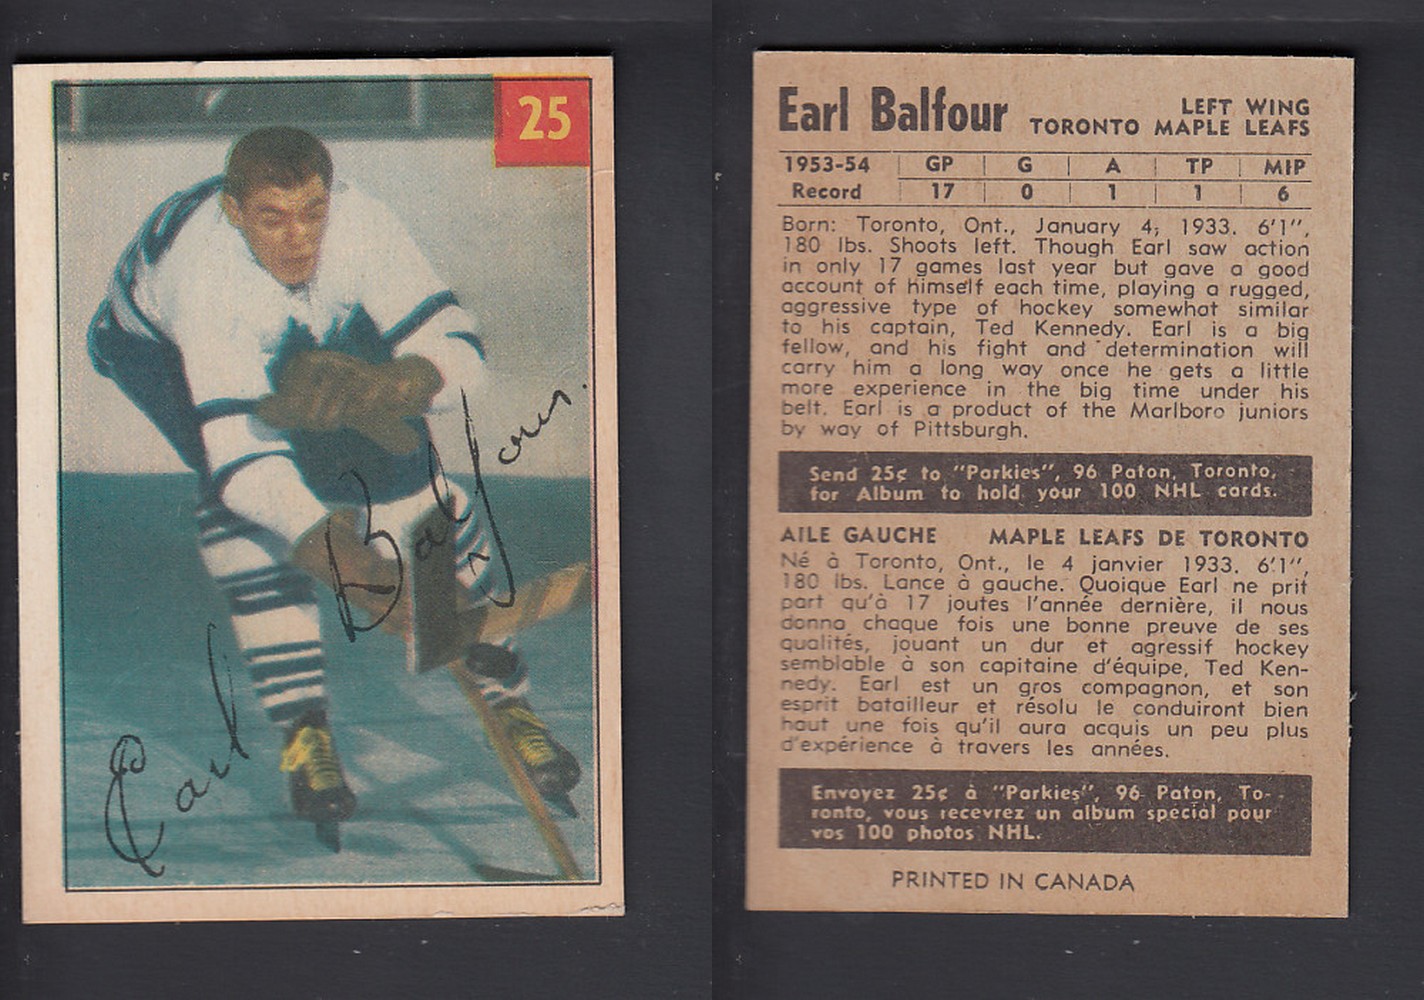 25
Earl Balfour.
Earl Balfour
LEFT WING
TORONTO MAPLE LEAFS
1953-54 GP G A TP MIP
Record 17 0 1 1 6
Born: Toronto, Ont., January 4, 1933. 6'1",
180 lbs. Shoots left. Though Earl saw action
in only 17 games last year but gave a good
account of himself each time, playing a rugged,
aggressive type of hockey somewhat similar
to his captain, Ted Kennedy. Earl is a big
fellow, and his fight and determination will
carry him a long way once he gets a little
more experience in the big time under his
belt. Earl is a product of the Marlboro juniors
by way of Pittsburgh.
Send 25¢ to "Parkies", 96 Paton, Toronto,
for Album to hold your 100 NHL cards.
AILE GAUCHE MAPLE LEAFS DE TORONTO
Né à Toronto, Ont., le 4 janvier 1933. 6'1",
180 lbs. Lance à gauche. Quoique Earl ne prit
part qu'à 17 joutes l'année dernière, il nous
donna chaque fois une bonne preuve de ses
qualités, jouant un dur et agressif hockey
semblable à son capitaine d'équipe, Ted Ken-
nedy. Earl est un gros compagnon, et son
esprit batailleur et résolu le conduiront bien
haut une fois qu'il aura acquis un peu plus
d'expérience à travers les années.
Envoyez 25¢ à "Parkies", 96 Paton, To-
ronto, vous recevrez un album spécial pour
vos 100 photos NHL.
PRINTED IN CANADA